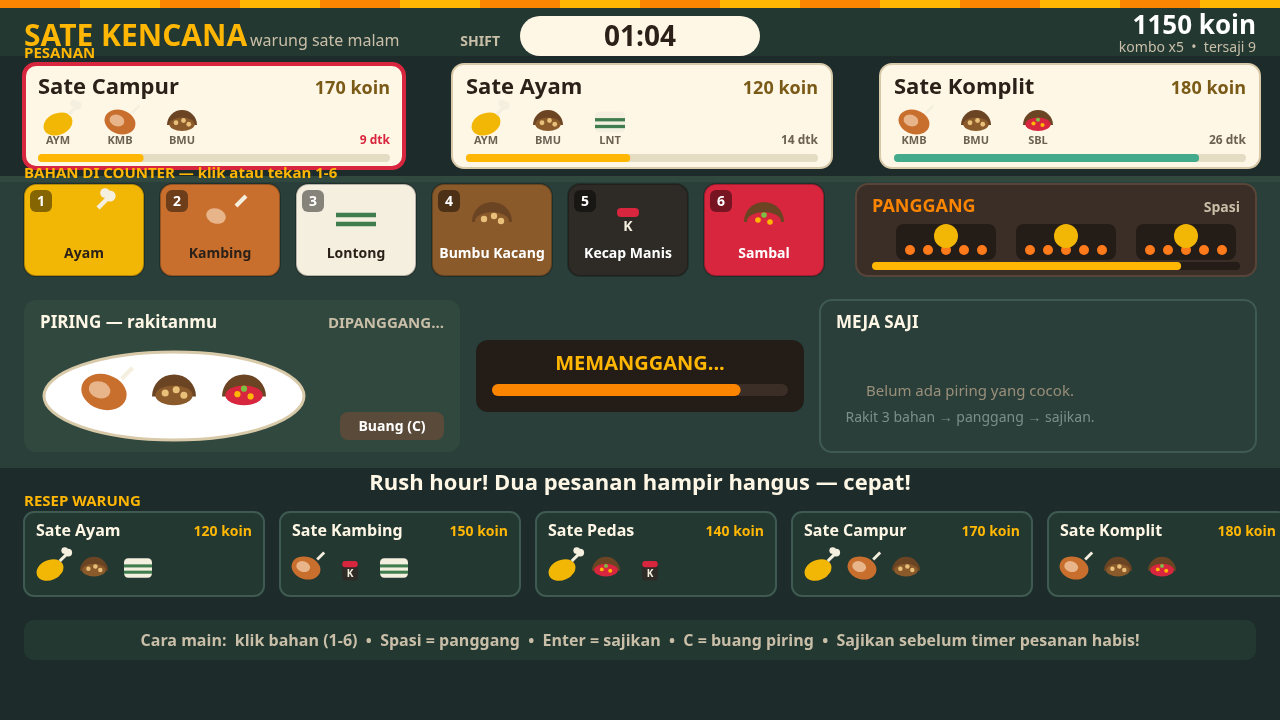 SATE KENCANA warung sate malam
SHIFT
01:04
1150 koin
kombo x5 • tersaji 9
PESANAN
Sate Campur 170 koin
AYM KMB BMU 9 dtk
Sate Ayam 120 koin
AYM BMU LNT 14 dtk
Sate Komplit 180 koin
KMB BMU SBL 26 dtk
BAHAN DI COUNTER — klik atau tekan 1-6
1 Ayam
2 Kambing
3 Lontong
4 Bumbu Kacang
5 K Kecap Manis
6 Sambal
PANGGANG Spasi
PIRING — rakitanmu DIPANGGANG...
Buang (C)
MEMANGGANG...
MEJA SAJI
Belum ada piring yang cocok.
Rakit 3 bahan → panggang → sajikan.
Rush hour! Dua pesanan hampir hangus — cepat!
RESEP WARUNG
Sate Ayam 120 koin
Sate Kambing 150 koin
K
Sate Pedas 140 koin
K
Sate Campur 170 koin
Sate Komplit 180 koin
Cara main: klik bahan (1-6) • Spasi = panggang • Enter = sajikan • C = buang piring • Sajikan sebelum timer pesanan habis!